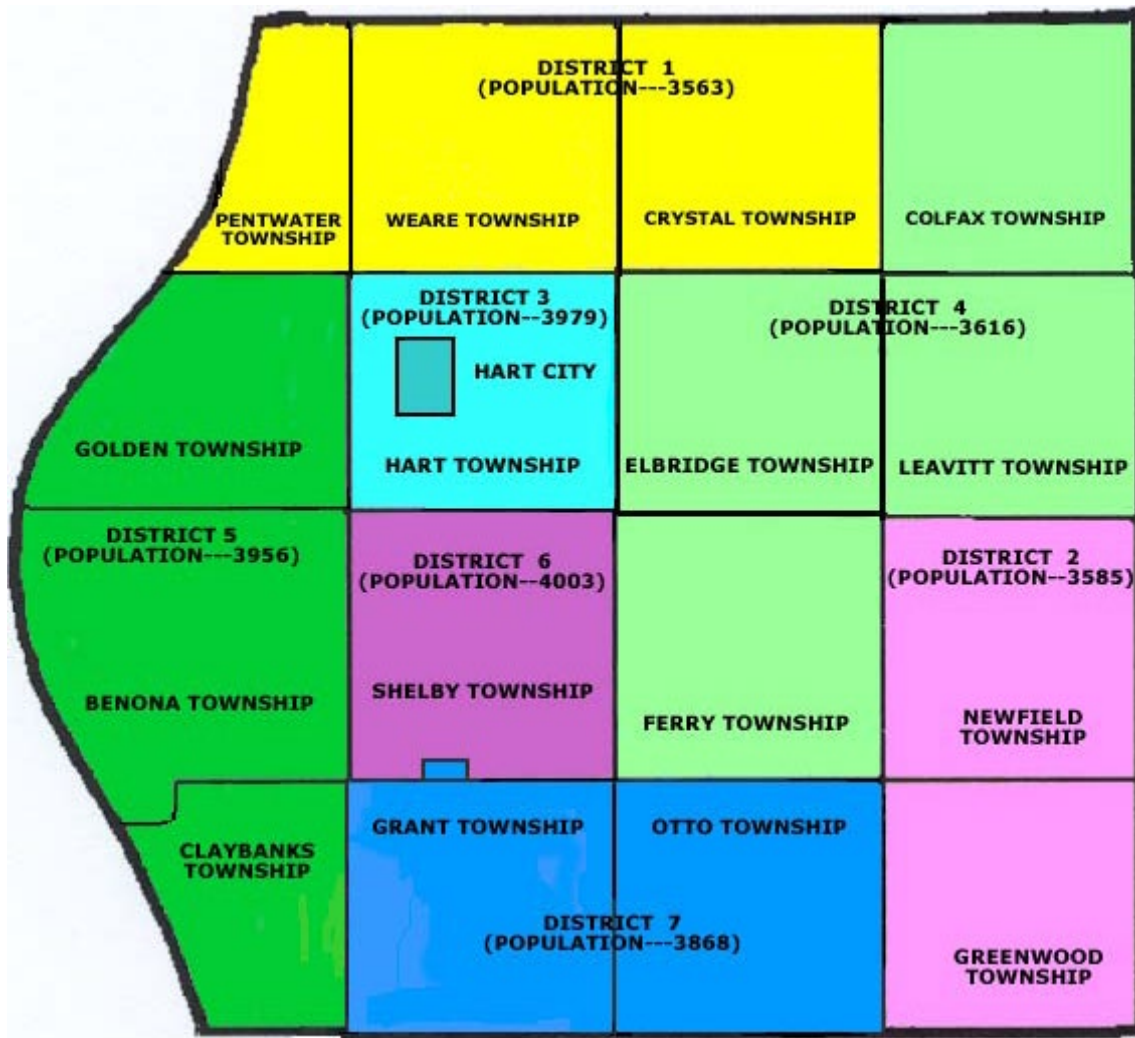 DISTRICT 1
(POPULATION---3563)
PENTWATER
TOWNSHIP
WEARE TOWNSHIP
CRYSTAL TOWNSHIP
COLFAX TOWNSHIP
DISTRICT 3
(POPULATION--3979)
HART CITY
HART TOWNSHIP
DISTRICT 4
(POPULATION---3616)
GOLDEN TOWNSHIP
ELBRIDGE TOWNSHIP
LEAVITT TOWNSHIP
DISTRICT 5
(POPULATION---3956)
BENONA TOWNSHIP
DISTRICT 6
(POPULATION--4003)
SHELBY TOWNSHIP
FERRY TOWNSHIP
DISTRICT 2
(POPULATION--3585)
NEWFIELD
TOWNSHIP
CLAYBANKS
TOWNSHIP
GRANT TOWNSHIP
OTTO TOWNSHIP
DISTRICT 7
(POPULATION---3868)
GREENWOOD
TOWNSHIP